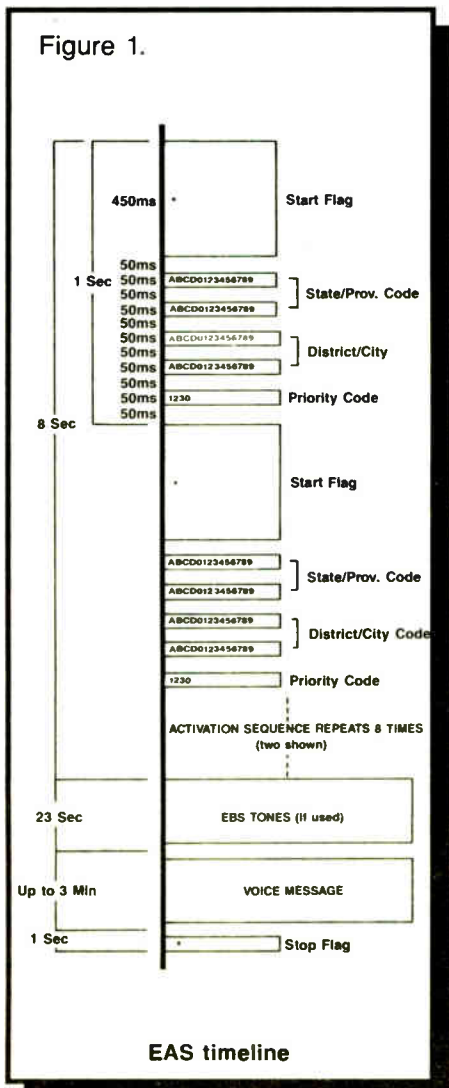 Figure 1.
450ms
Start Flag
50ms
1 Sec 50ms ABCD0123456789
50ms
State/Prov. Code
50ms ABCD0123456789
50ms
50ms ABCD0123456789
50ms
District/City
50ms ABCD0123456789
50ms
50ms 1230 Priority Code
50ms
8 Sec
Start Flag
ABCD0123456789
State/Prov. Code
ABCD0123456789
ABCD0123456789
District/City Code
ABCD0123456789
1230 Priority Code
ACTIVATION SEQUENCE REPEATS 8 TIMES
(two shown)
23 Sec EBS TONES (If used)
Up to 3 Min VOICE MESSAGE
1 Sec Stop Flag
EAS timeline